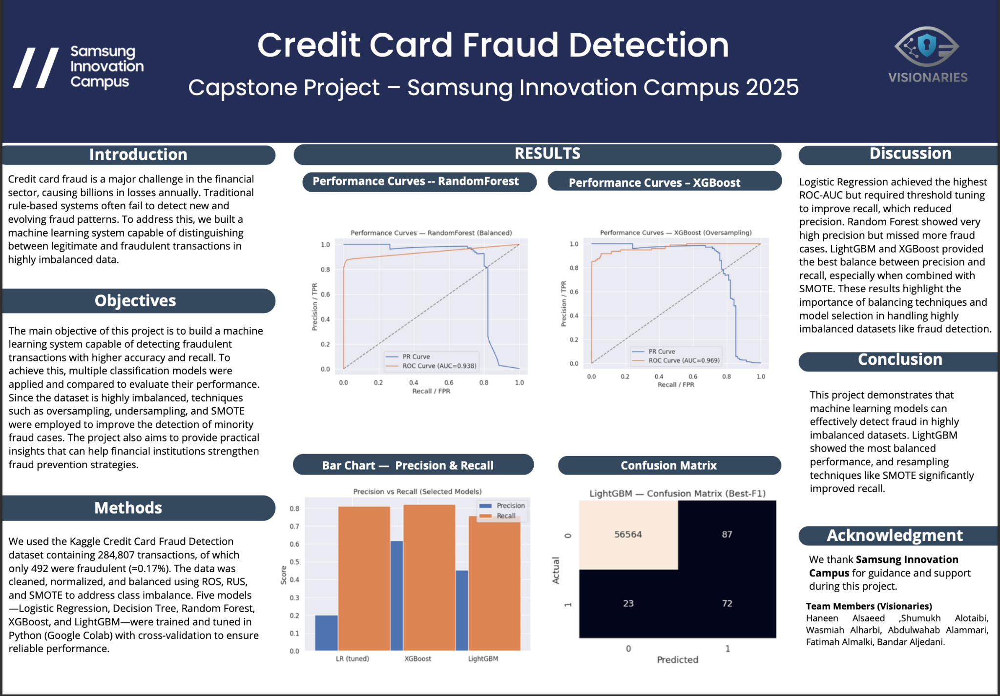 Samsung
Innovation
Campus
Credit Card Fraud Detection
Capstone Project – Samsung Innovation Campus 2025
VISIONARIES
Introduction
Credit card fraud is a major challenge in the financial
sector, causing billions in losses annually. Traditional
rule-based systems often fail to detect new and
evolving fraud patterns. To address this, we built a
machine learning system capable of distinguishing
between legitimate and fraudulent transactions in
highly imbalanced data.
Objectives
The main objective of this project is to build a machine
learning system capable of detecting fraudulent
transactions with higher accuracy and recall. To
achieve this, multiple classification models were
applied and compared to evaluate their performance.
Since the dataset is highly imbalanced, techniques
such as oversampling, undersampling, and SMOTE
were employed to improve the detection of minority
fraud cases. The project also aims to provide practical
insights that can help financial institutions strengthen
fraud prevention strategies.
Methods
We used the Kaggle Credit Card Fraud Detection
dataset containing 284,807 transactions, of which
only 492 were fraudulent (≈0.17%). The data was
cleaned, normalized, and balanced using ROS, RUS,
and SMOTE to address class imbalance. Five models
—Logistic Regression, Decision Tree, Random Forest,
XGBoost, and LightGBM—were trained and tuned in
Python (Google Colab) with cross-validation to ensure
reliable performance.
RESULTS
Performance Curves -- RandomForest
Performance Curves — RandomForest (Balanced)
1.0
0.8
0.6
0.4
0.2
0.0
Precision / TPR
PR Curve
ROC Curve (AUC=0.938)
0.0 0.2 0.4 0.6 0.8 1.0
Recall / FPR
Performance Curves – XGBoost
Performance Curves — XGBoost (Oversampling)
1.0
0.8
0.6
0.4
0.2
0.0
Precision / TPR
PR Curve
ROC Curve (AUC=0.969)
0.0 0.2 0.4 0.6 0.8 1.0
Recall / FPR
Bar Chart — Precision & Recall
Precision vs Recall (Selected Models)
Precision
Recall
0.8
0.7
0.6
0.5
0.4
0.3
0.2
0.1
0.0
Score
LR (tuned) XGBoost LightGBM
Confusion Matrix
LightGBM — Confusion Matrix (Best-F1)
Actual
0
56564 87
1
23 72
0 1
Predicted
Discussion
Logistic Regression achieved the highest
ROC-AUC but required threshold tuning
to improve recall, which reduced
precision. Random Forest showed very
high precision but missed more fraud
cases. LightGBM and XGBoost provided
the best balance between precision and
recall, especially when combined with
SMOTE. These results highlight the
importance of balancing techniques and
model selection in handling highly
imbalanced datasets like fraud detection.
Conclusion
This project demonstrates that
machine learning models can
effectively detect fraud in highly
imbalanced datasets. LightGBM
showed the most balanced
performance, and resampling
techniques like SMOTE significantly
improved recall.
Acknowledgment
We thank Samsung Innovation
Campus for guidance and support
during this project.
Team Members (Visionaries)
Haneen Alsaeed ,Shumukh Alotaibi,
Wasmiah Alharbi, Abdulwahab Alammari,
Fatimah Almalki, Bandar Aljedani.